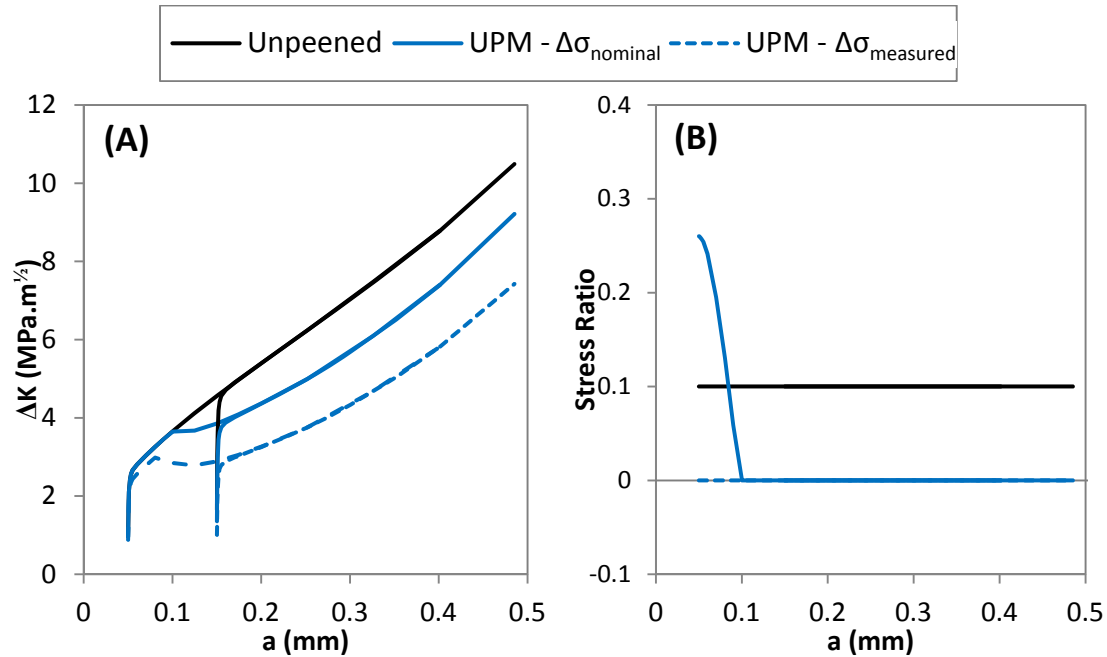 Unpeened UPM - Δσnominal UPM - Δσmeasured
(A)
ΔK (MPa.m½)
12
10
8
6
4
2
0
0 0.1 0.2 0.3 0.4 0.5
a (mm)
(B)
Stress Ratio
0.4
0.3
0.2
0.1
0
-0.1
0 0.1 0.2 0.3 0.4 0.5
a (mm)